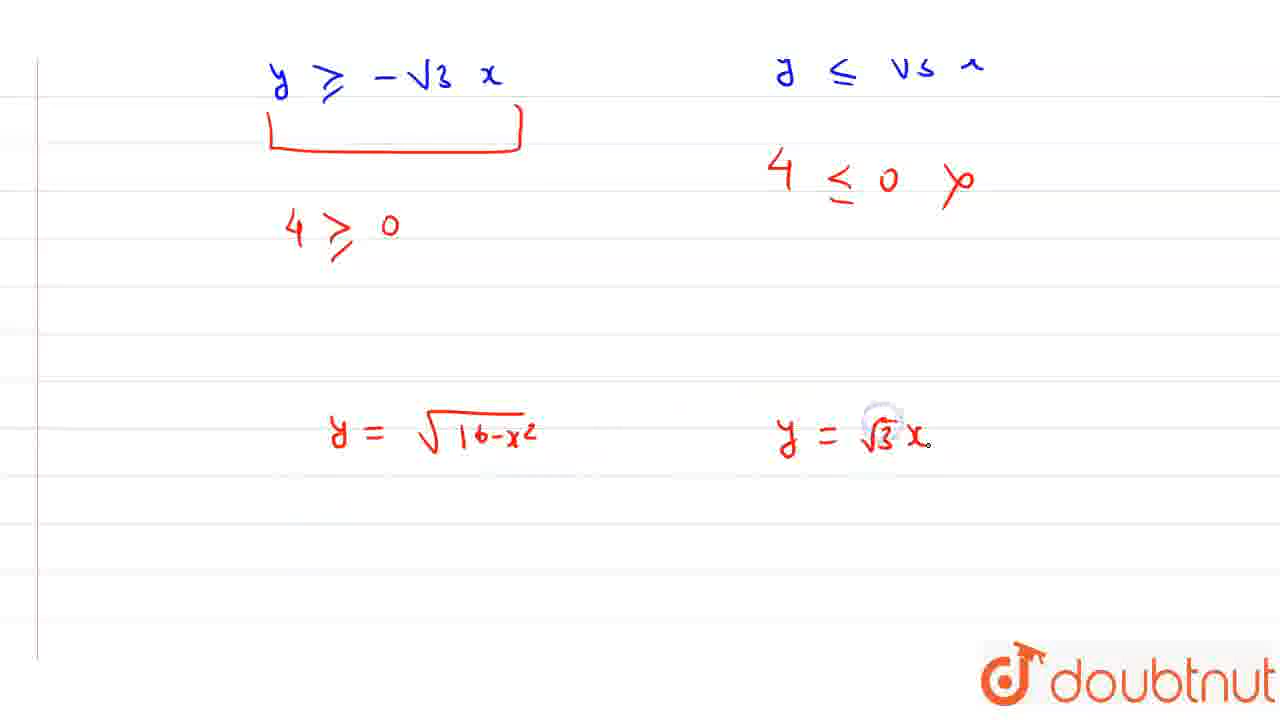 y ≥ -√3 x
y ≤ √3 x
4 ≤ 0
4 ≥ 0
y = √16-x²
y = √3 x
doubtnut